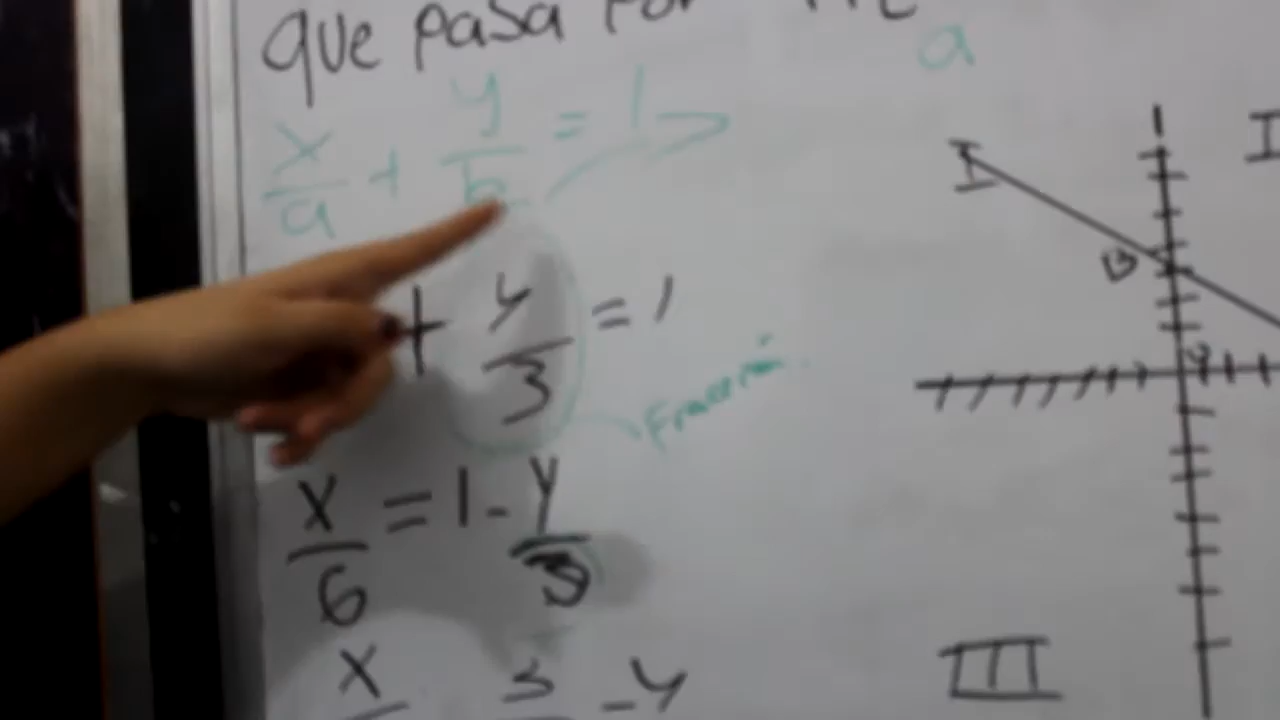 que pasa por
a
x/a + y/b = 1
I
B
+ y/3 = 1
Fracción
x/6 = 1 - y/3
x 3 - y
III